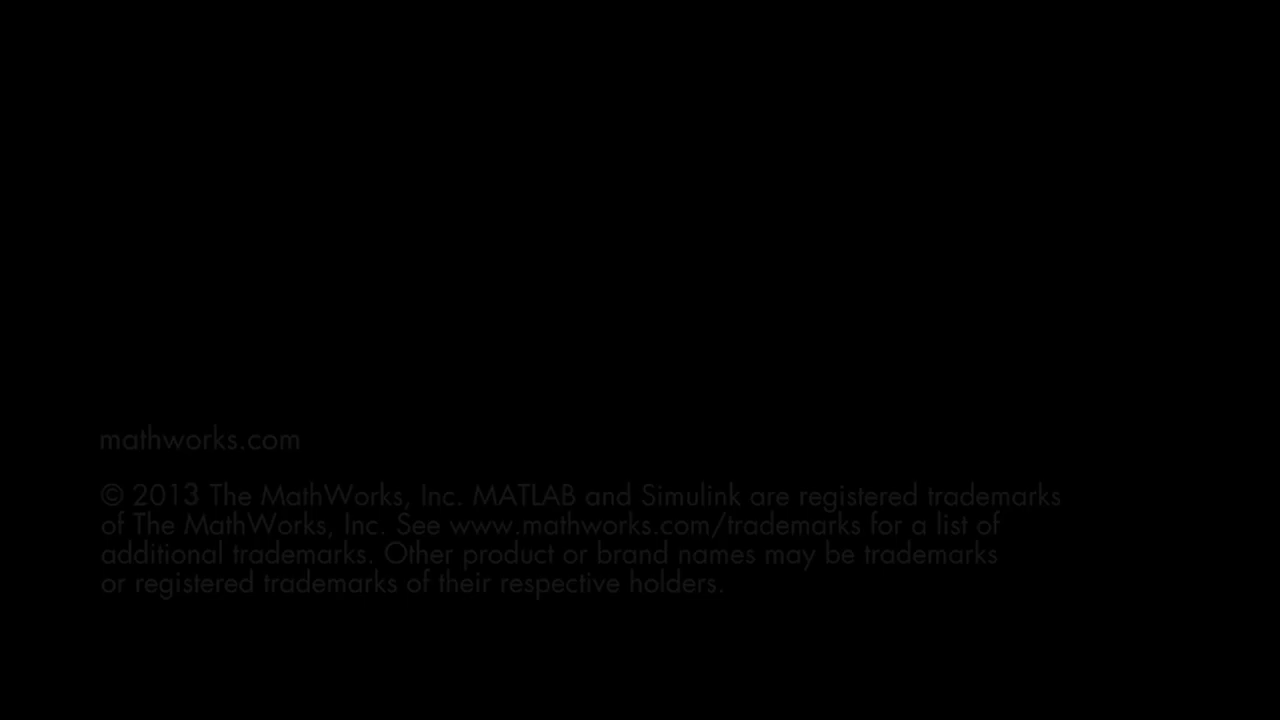 mathworks.com
© 2013 The MathWorks, Inc. MATLAB and Simulink are registered trademarks
of The MathWorks, Inc. See www.mathworks.com/trademarks for a list of
additional trademarks. Other product or brand names may be trademarks
or registered trademarks of their respective holders.